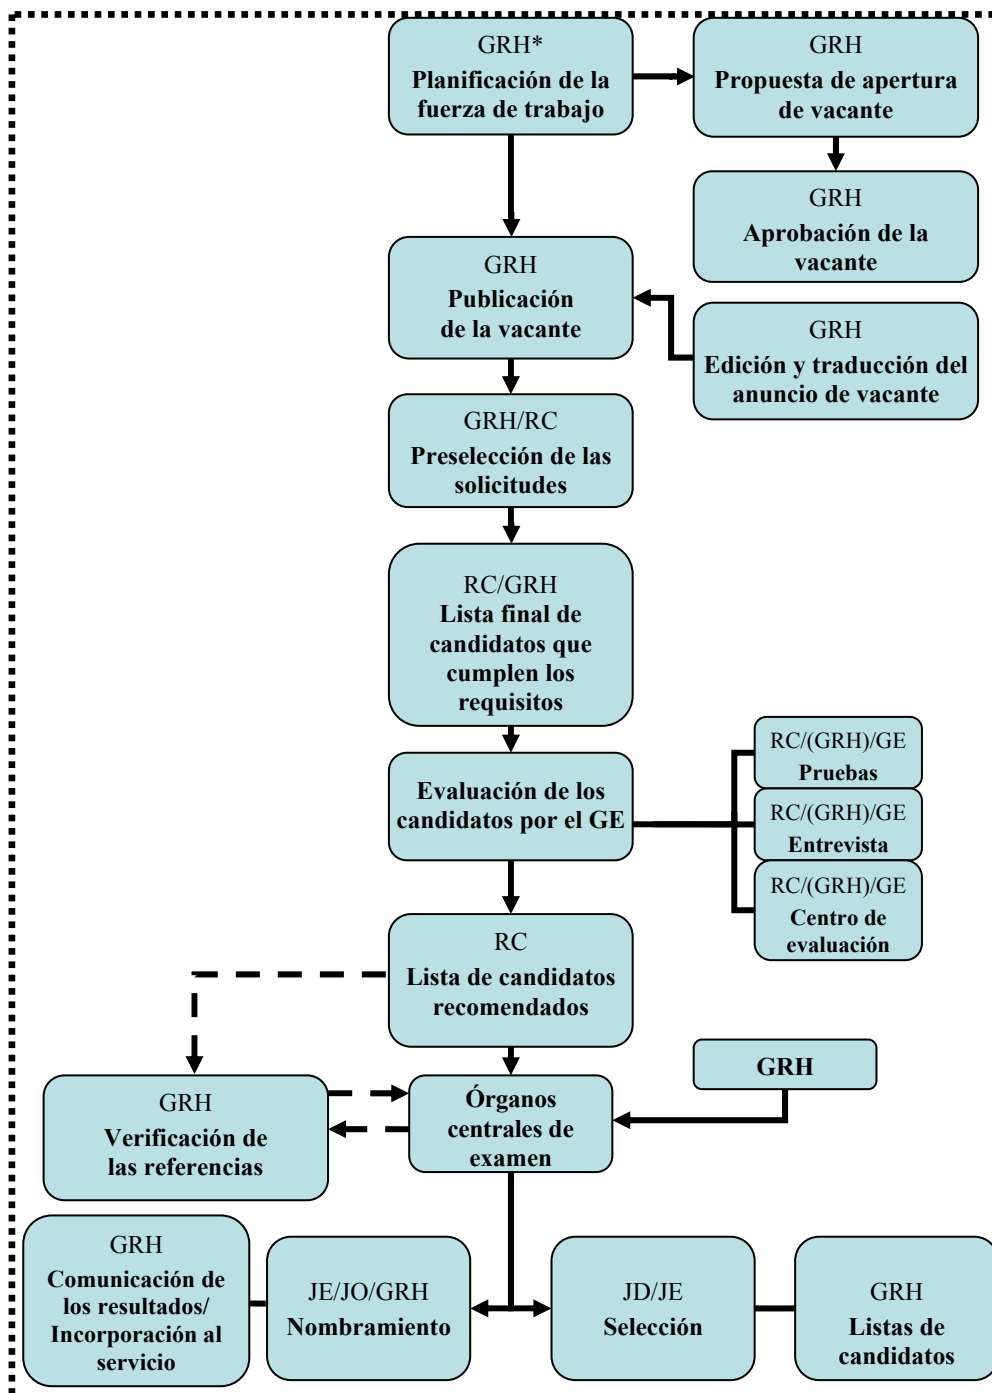 GRH*
Planificación de la
fuerza de trabajo
GRH
Propuesta de apertura
de vacante
GRH
Aprobación de la
vacante
GRH
Publicación
de la vacante
GRH
Edición y traducción del
anuncio de vacante
GRH/RC
Preselección de las
solicitudes
RC/GRH
Lista final de
candidatos que
cumplen los
requisitos
Evaluación de los
candidatos por el GE
RC/(GRH)/GE
Pruebas
RC/(GRH)/GE
Entrevista
RC/(GRH)/GE
Centro de
evaluación
RC
Lista de candidatos
recomendados
GRH
GRH
Verificación de
las referencias
Órganos
centrales de
examen
GRH
Comunicación de
los resultados/
Incorporación al
servicio
JE/JO/GRH
Nombramiento
JD/JE
Selección
GRH
Listas de
candidatos